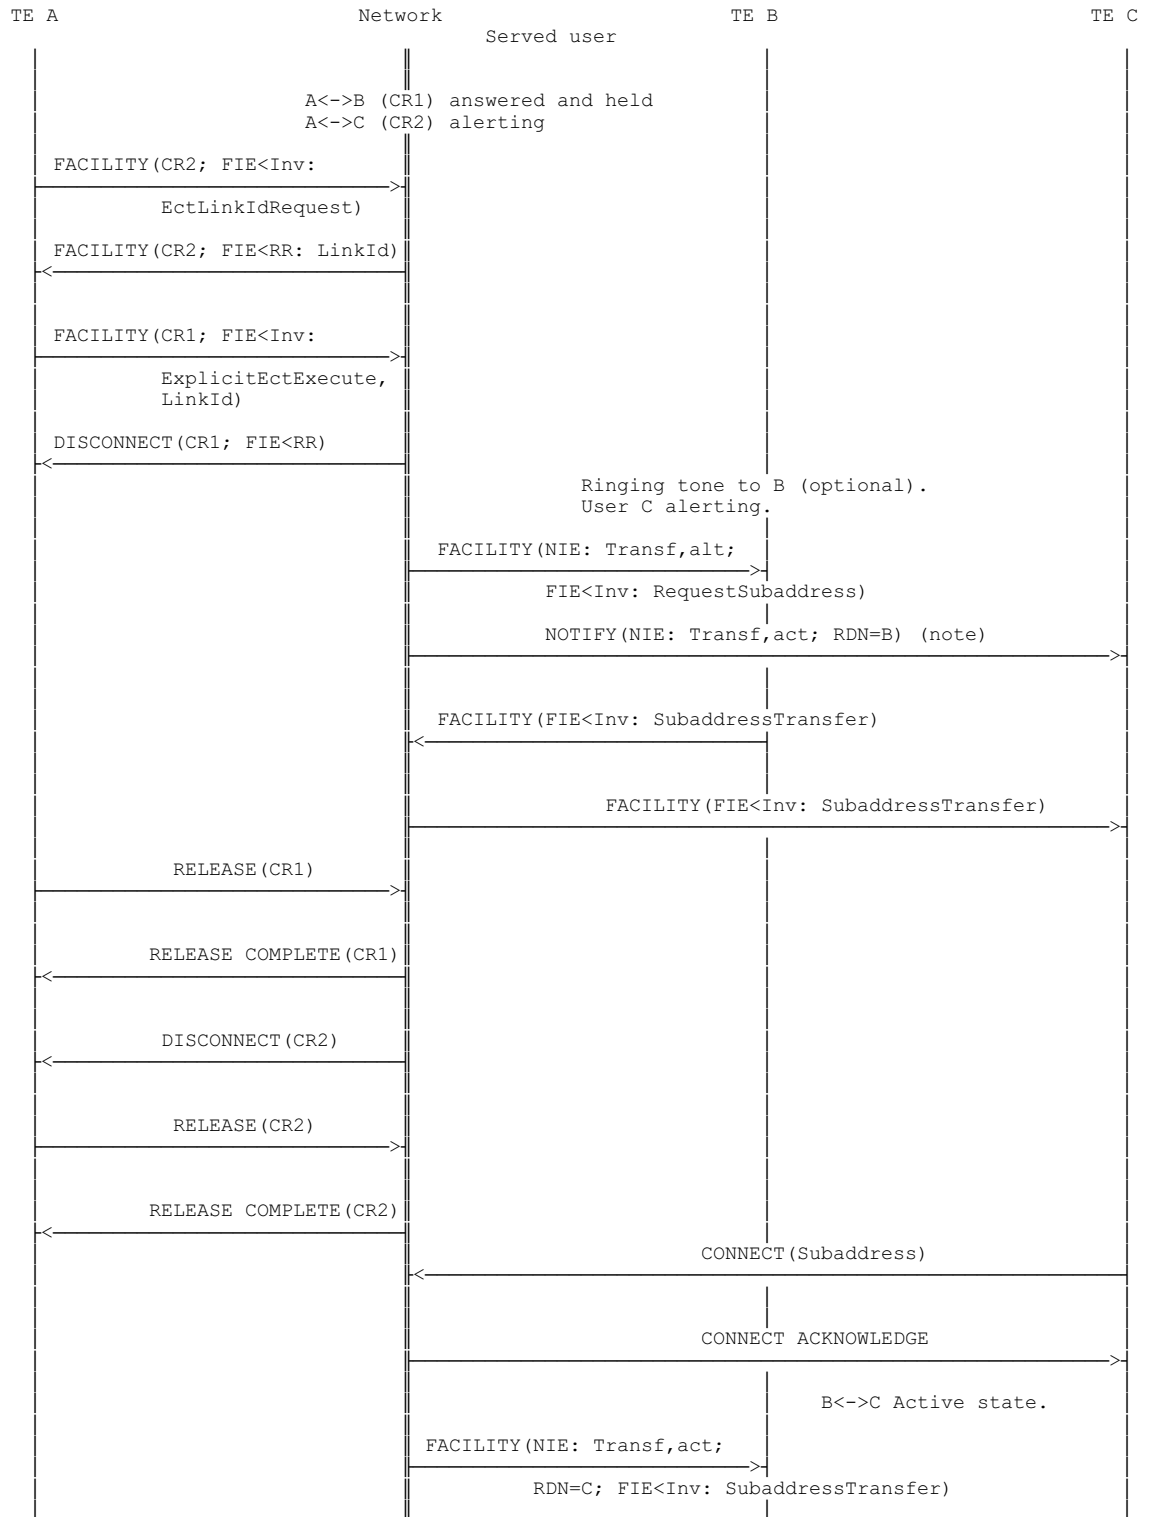 TE A Network TE B TE C
Served user
A<->B (CR1) answered and held
A<->C (CR2) alerting
FACILITY(CR2; FIE<Inv:
EctLinkIdRequest)
FACILITY(CR2; FIE<RR: LinkId)
FACILITY(CR1; FIE<Inv:
ExplicitEctExecute,
LinkId)
DISCONNECT(CR1; FIE<RR)
Ringing tone to B (optional).
User C alerting.
FACILITY(NIE: Transf,alt;
FIE<Inv: RequestSubaddress)
NOTIFY(NIE: Transf,act; RDN=B) (note)
FACILITY(FIE<Inv: SubaddressTransfer)
FACILITY(FIE<Inv: SubaddressTransfer)
RELEASE(CR1)
RELEASE COMPLETE(CR1)
DISCONNECT(CR2)
RELEASE(CR2)
RELEASE COMPLETE(CR2)
CONNECT(Subaddress)
CONNECT ACKNOWLEDGE
B<->C Active state.
FACILITY(NIE: Transf,act;
RDN=C; FIE<Inv: SubaddressTransfer)